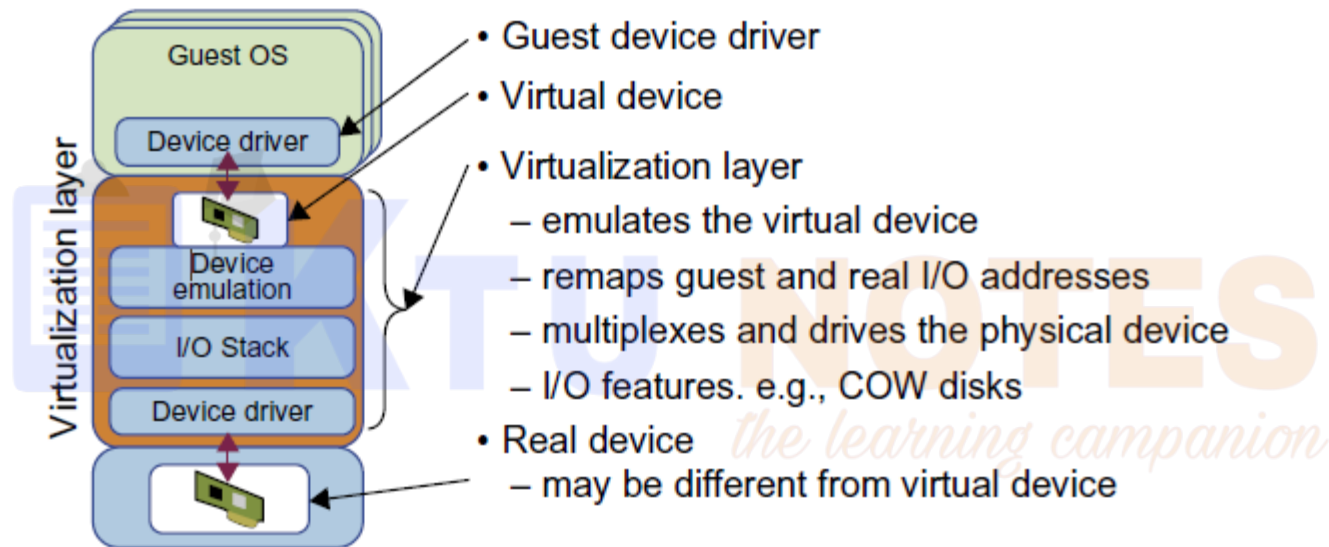 Guest OS
Device driver
Virtualization layer
Device
emulation
I/O Stack
Device driver
• Guest device driver
• Virtual device
• Virtualization layer
– emulates the virtual device
– remaps guest and real I/O addresses
– multiplexes and drives the physical device
– I/O features. e.g., COW disks
• Real device
– may be different from virtual device
KTU NOTES
the learning campanion